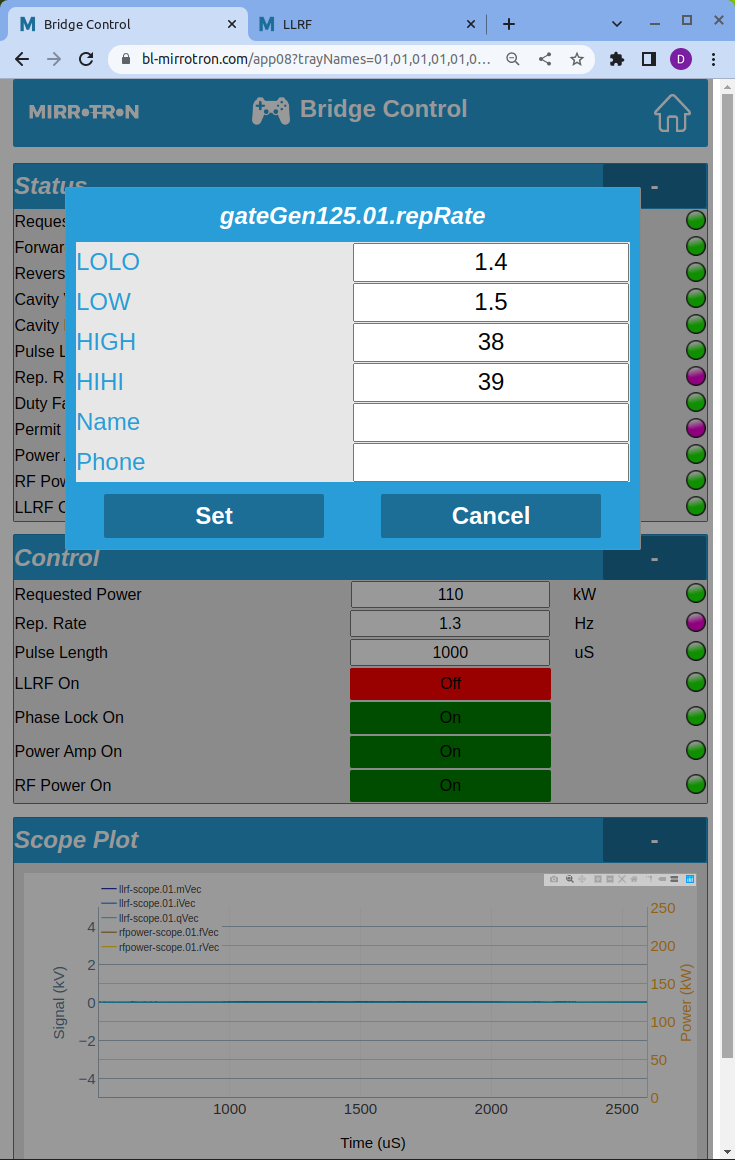 Bridge Control
LLRF
bl-mirrotron.com/app08?trayNames=01,01,01,01,01,0...
D
MIRROTRON
Bridge Control
Status
-
gateGen125.01.repRate
LOLO 1.4
LOW 1.5
HIGH 38
HIHI 39
Name
Phone
Set Cancel
Reques
Forwar
Revers
Cavity
Cavity
Pulse L
Rep. R
Duty Fa
Permit
Power
RF Pow
LLRF O
Control
-
Requested Power 110 kW
Rep. Rate 1.3 Hz
Pulse Length 1000 uS
LLRF On Off
Phase Lock On On
Power Amp On On
RF Power On On
Scope Plot
-
llrf-scope.01.mVec
llrf-scope.01.iVec
llrf-scope.01.qVec
rfpower-scope.01.fVec
rfpower-scope.01.rVec
Signal (kV)
4
2
0
−2
−4
250
200
150
100
50
0
Power (kW)
1000 1500 2000 2500
Time (uS)